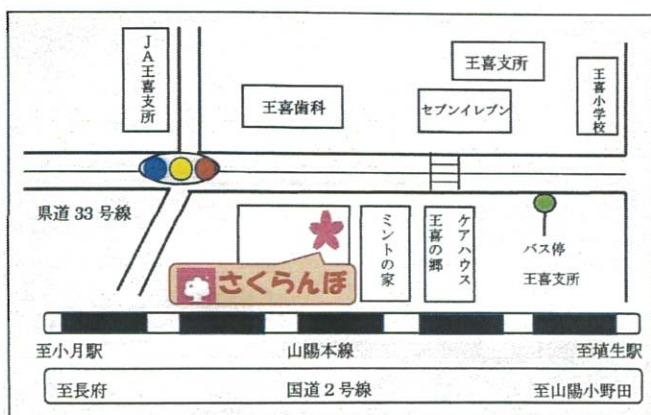 JA王喜支所
王喜歯科
王喜支所
セブンイレブン
王喜小学校
県道33号線
さくらんぼ
ミントの家
ケアハウス
王喜の郷
バス停
王喜支所
至小月駅
山陽本線
至埴生駅
至長府
国道2号線
至山陽小野田